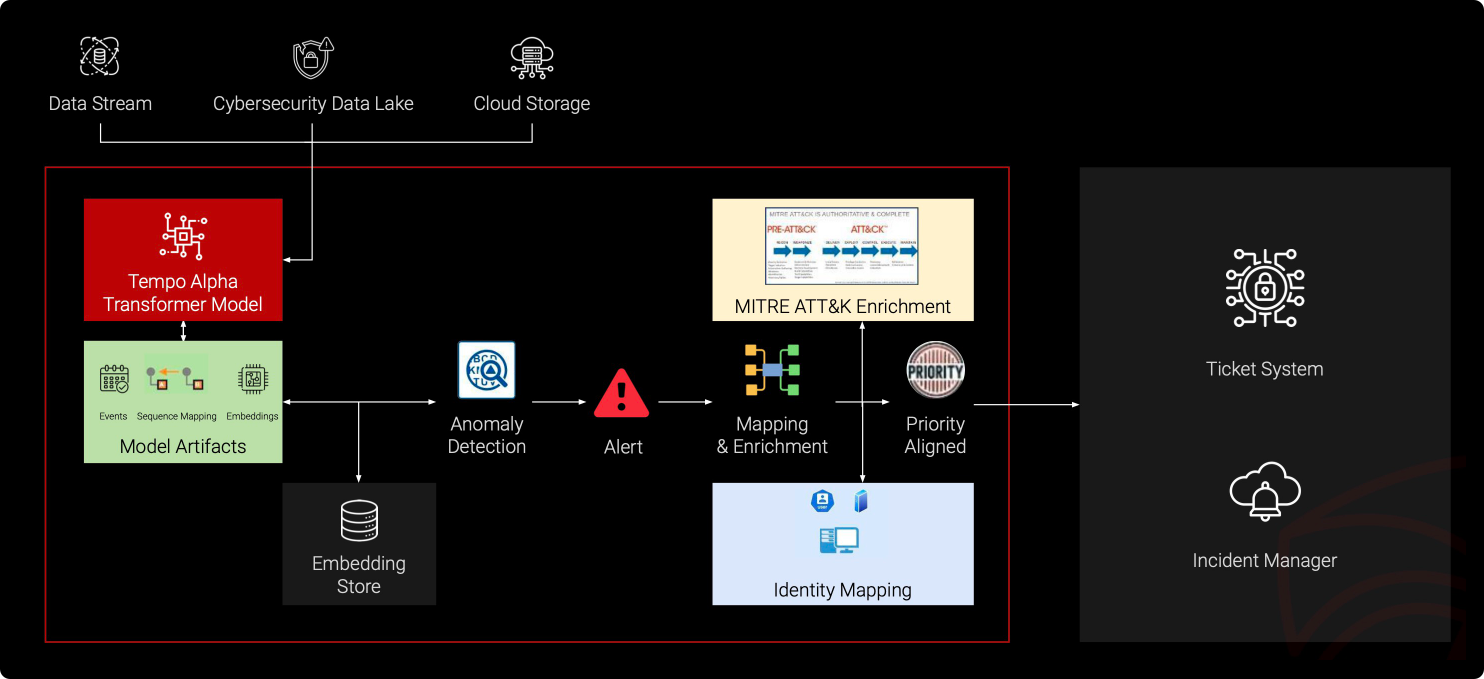 Data Stream
Cybersecurity Data Lake
Cloud Storage
Tempo Alpha
Transformer Model
MITRE ATT&CK IS AUTHORITATIVE & COMPLETE
PRE-ATT&CK
ATT&CK™
MITRE ATT&K Enrichment
Events
Sequence Mapping
Embeddings
Model Artifacts
Anomaly
Detection
Alert
Mapping
& Enrichment
PRIORITY
Priority
Aligned
Embedding
Store
USER
Identity Mapping
Ticket System
Incident Manager